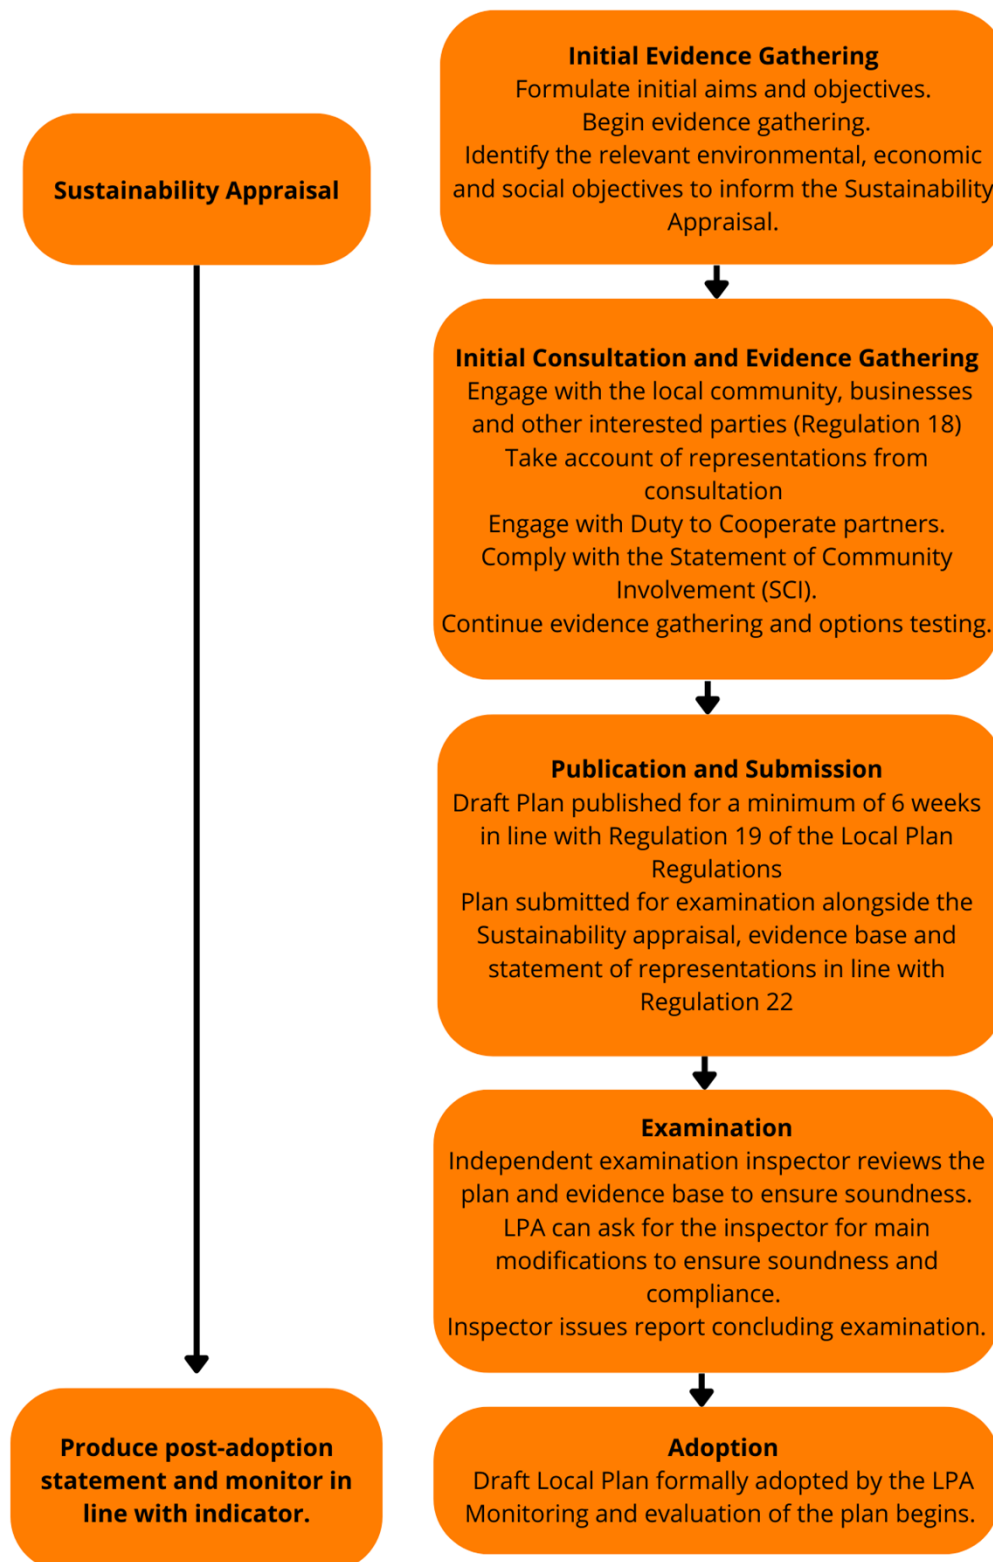 Sustainability Appraisal
Produce post-adoption
statement and monitor in
line with indicator.
Initial Evidence Gathering
Formulate initial aims and objectives.
Begin evidence gathering.
Identify the relevant environmental, economic
and social objectives to inform the Sustainability
Appraisal.
Initial Consultation and Evidence Gathering
Engage with the local community, businesses
and other interested parties (Regulation 18)
Take account of representations from
consultation
Engage with Duty to Cooperate partners.
Comply with the Statement of Community
Involvement (SCI).
Continue evidence gathering and options testing.
Publication and Submission
Draft Plan published for a minimum of 6 weeks
in line with Regulation 19 of the Local Plan
Regulations
Plan submitted for examination alongside the
Sustainability appraisal, evidence base and
statement of representations in line with
Regulation 22
Examination
Independent examination inspector reviews the
plan and evidence base to ensure soundness.
LPA can ask for the inspector for main
modifications to ensure soundness and
compliance.
Inspector issues report concluding examination.
Adoption
Draft Local Plan formally adopted by the LPA
Monitoring and evaluation of the plan begins.